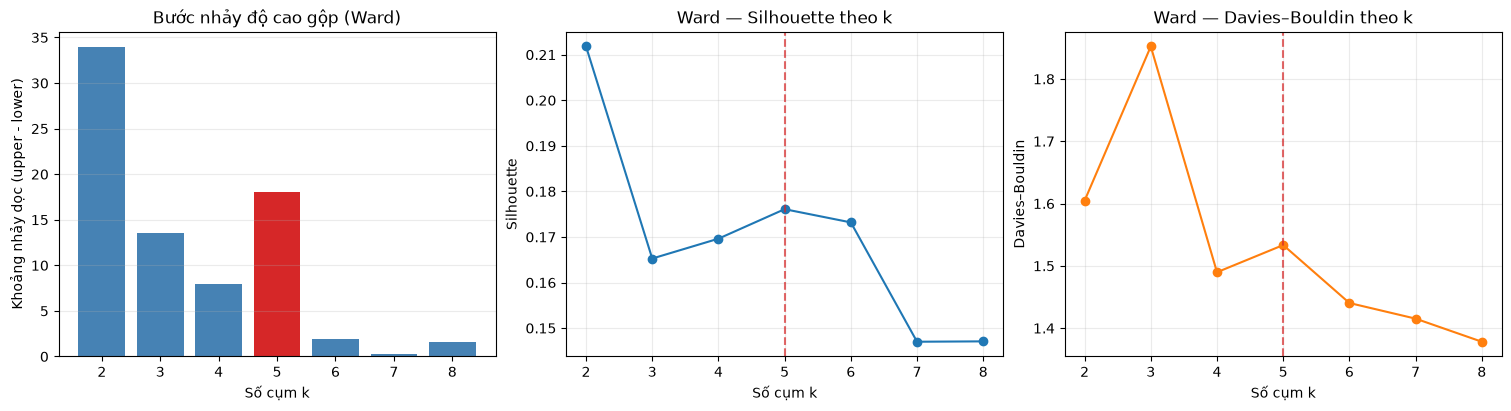 Bước nhảy độ cao gộp (Ward)
Khoảng nhảy dọc (upper - lower)
35
30
25
20
15
10
5
0
2 3 4 5 6 7 8
Số cụm k
Ward — Silhouette theo k
Silhouette
0.21
0.20
0.19
0.18
0.17
0.16
0.15
2 3 4 5 6 7 8
Số cụm k
Ward — Davies–Bouldin theo k
Davies–Bouldin
1.8
1.7
1.6
1.5
1.4
2 3 4 5 6 7 8
Số cụm k